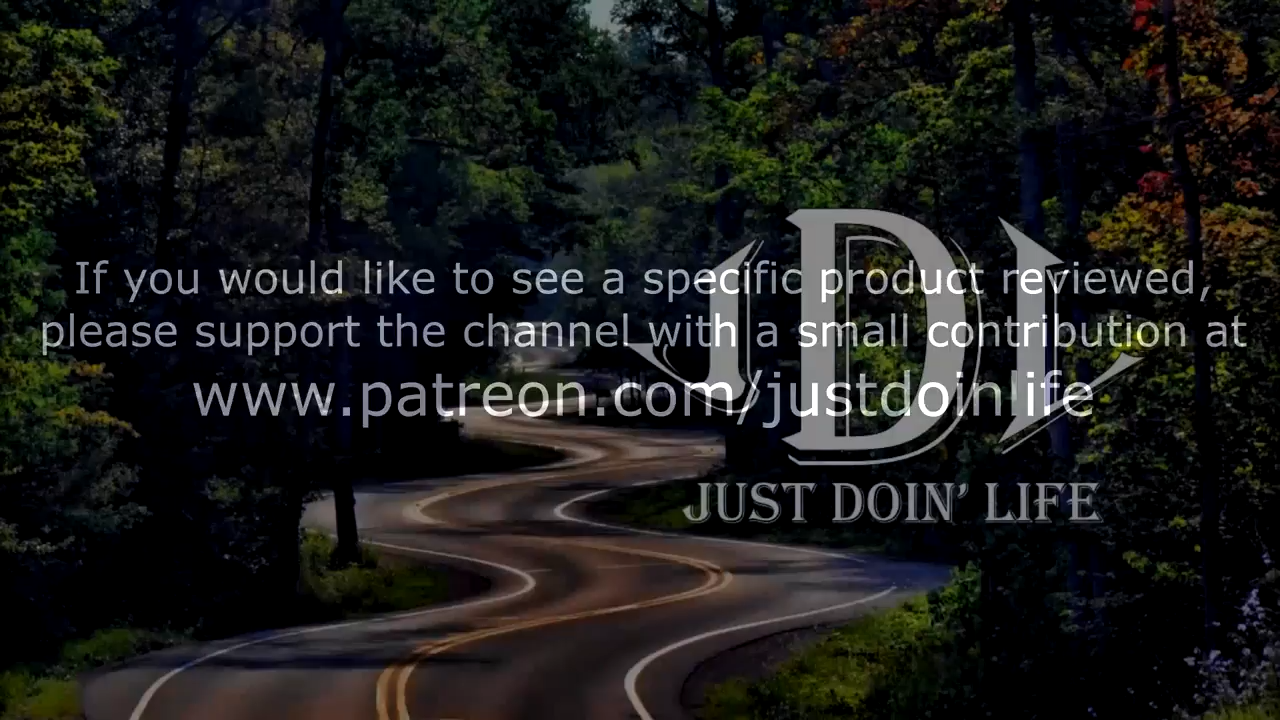 If you would like to see a specific product reviewed,
please support the channel with a small contribution at
www.patreon.com/justdoinlife
JDL
JUST DOIN' LIFE